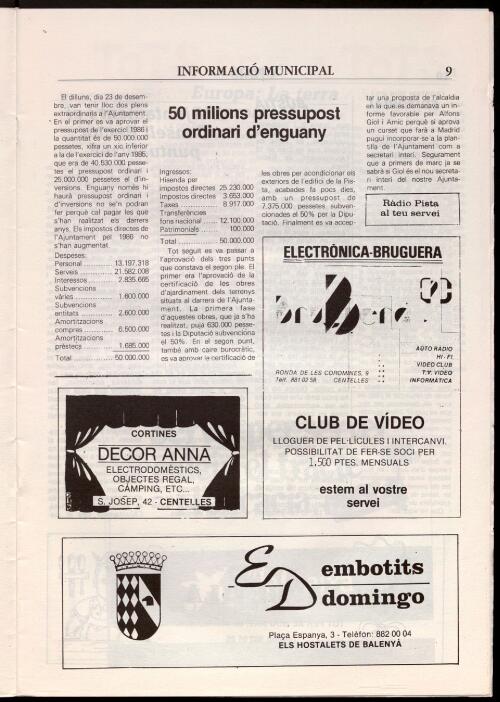 INFORMACIÓ MUNICIPAL
9
El dilluns, dia 23 de desem-
bre, van tenir lloc dos plens
extraordinaris a l'Ajuntament.
En el primer es va aprovar el
pressupost de l'exercici 1986 i
la quantitat és de 50.000.000
pessetes, xifra un xic inferior
a la de l'exercici de l'any 1985,
que era de 40.530.000 pesse-
tes el pressupost ordinari i
25.000.000 pessetes el d'in-
versions. Enguany només hi
haurà pressupost ordinari i
d'inversions no se'n podran
fer perquè cal pagar les que
s'han realitzat els darrers
anys. Els impostos directes de
l'Ajuntament pel 1986 no
s'han augmentat.
Despeses:
Personal ........ 13.197.318
Serveis ......... 21.582.008
Interessos ...... 2.835.665
Subvencions
vàries .......... 1.600.000
Subvencions
entitats ........ 2.600.000
Amortitzacions
compres ......... 6.500.000
Amortitzacions
préstecs ........ 1.685.000
Total ........... 50.000.000
50 milions pressupost
ordinari d'enguany
Ingressos:
Hisenda per
impostos directes 25.230.000
Impostos directes 3.653.000
Taxes ........... 8.917.000
Transferències
fons nacional ..... 12.100.000
Patrimonials ..... 100.000
Total ............ 50.000.000
Tot seguit es va passar a
l'aprovació dels tres punts
que constava el segon ple. El
primer era l'aprovació de la
certificació de les obres
d'ajardinament dels terrenys
situats al darrera de l'Ajunta-
ment. La primera fase
d'aquestes obres, que ja s'ha
realitzat, puja 630.000 pesse-
tes i la Diputació subvenciona
el 50%. En el segon punt,
també amb caire burocràtic,
es va aprovar la certificació de
les obres per acondicionar els
exteriors de l'edifici de la Pis-
ta, acabades fa pocs dies,
amb un pressupost de
7.375.000 pessetes, subven-
cionades el 50% per la Dipu-
tació. Finalment es va accep-
tar una proposta de l'alcaldia
en la que es demanava un in-
forme favorable per Alfons
Giol i Amic perquè si aprova
un curset que farà a Madrid
pugui incorporar-se a la plan-
tilla de l'Ajuntament com a
secretari interí. Segurament
que a primers de març ja se
sabrà si Giol és el nou secreta-
ri interí del nostre Ajunta-
ment.
Ràdio Pista
al teu servei
ELECTRÒNICA-BRUGUERA
AUTO RADIO
HI-FI
VIDEO CLUB
T.V. VIDEO
INFORMÀTICA
RONDA DE LES CORDOMINES, 9
Telf. 881 02 58 CENTELLES
CLUB DE VÍDEO
LLOGUER DE PEL·LÍCULES I INTERCANVI.
POSSIBILITAT DE FER-SE SOCI PER
1.500 PTES. MENSUALS
estem al vostre
servei
CORTINES
DECOR ANNA
ELECTRODOMÈSTICS,
OBJECTES REGAL,
CÀMPING, ETC...
S. JOSEP, 42 - CENTELLES
ED
embotits
domingo
Plaça Espanya, 3 - Telèfon: 882 00 04
ELS HOSTALETS DE BALENYÀ